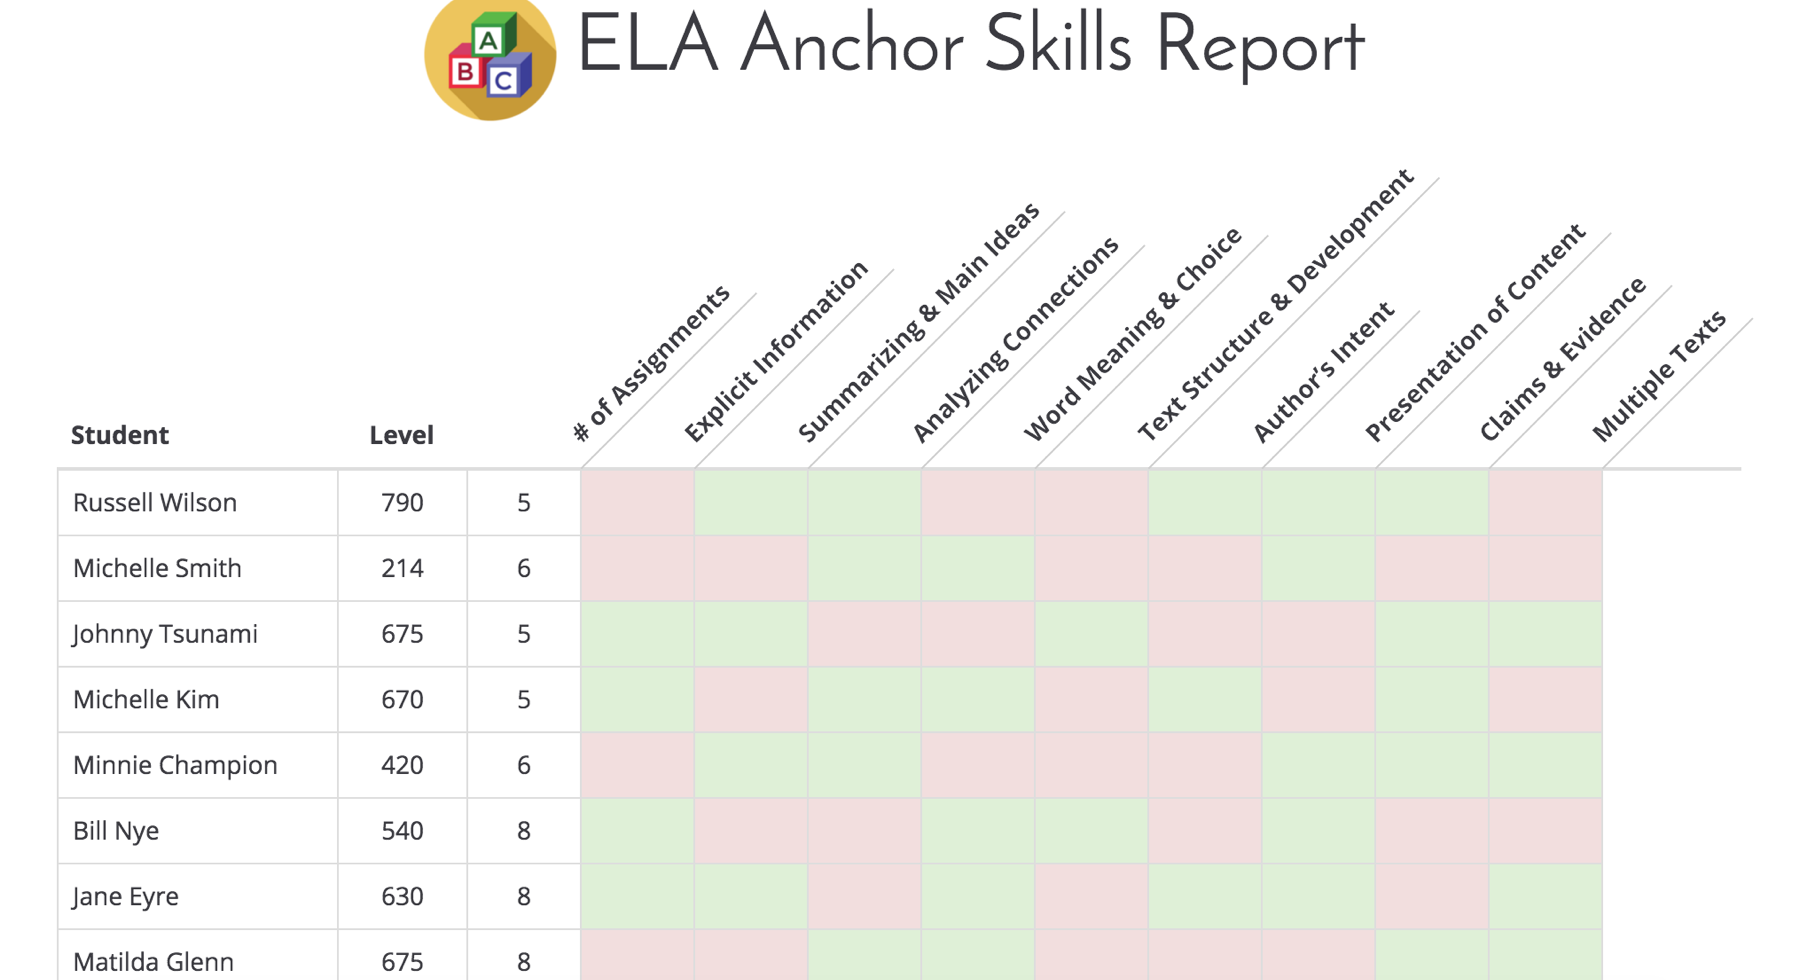 A
B
C
ELA Anchor Skills Report
Student
Level
# of Assignments
Explicit Information
Summarizing & Main Ideas
Analyzing Connections
Word Meaning & Choice
Text Structure & Development
Author's Intent
Presentation of Content
Claims & Evidence
Multiple Texts
Russell Wilson 790 5
Michelle Smith 214 6
Johnny Tsunami 675 5
Michelle Kim 670 5
Minnie Champion 420 6
Bill Nye 540 8
Jane Eyre 630 8
Matilda Glenn 675 8